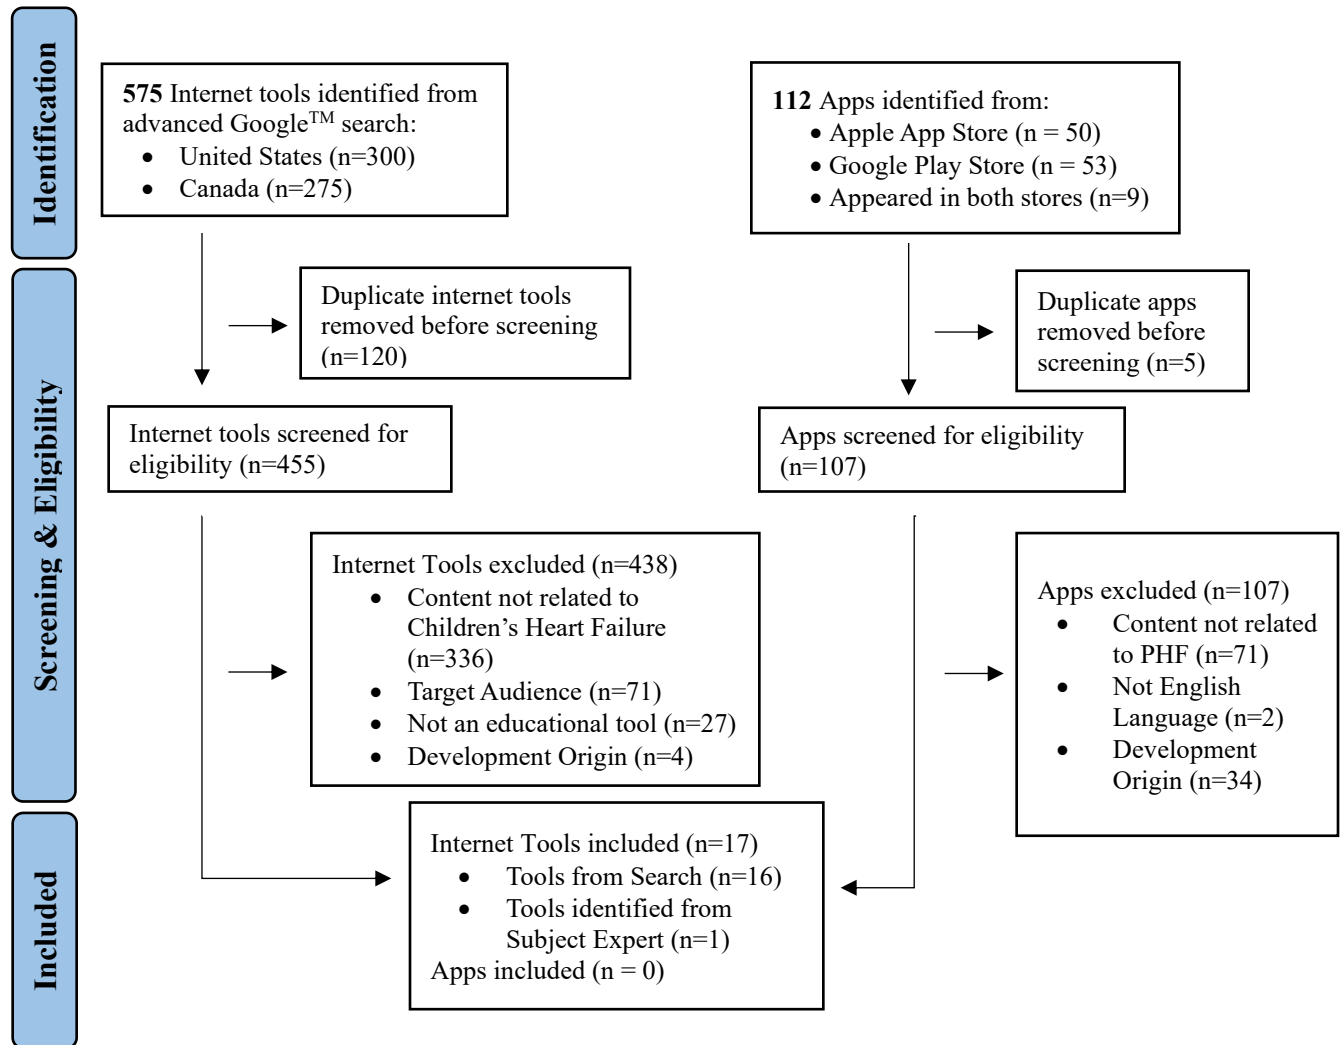 Identification
575 Internet tools identified from
advanced Google™ search:
• United States (n=300)
• Canada (n=275)
112 Apps identified from:
• Apple App Store (n = 50)
• Google Play Store (n = 53)
• Appeared in both stores (n=9)
Screening & Eligibility
Duplicate internet tools
removed before screening
(n=120)
Duplicate apps
removed before
screening (n=5)
Internet tools screened for
eligibility (n=455)
Apps screened for eligibility
(n=107)
Internet Tools excluded (n=438)
• Content not related to
Children’s Heart Failure
(n=336)
• Target Audience (n=71)
• Not an educational tool (n=27)
• Development Origin (n=4)
Apps excluded (n=107)
• Content not related
to PHF (n=71)
• Not English
Language (n=2)
• Development
Origin (n=34)
Included
Internet Tools included (n=17)
• Tools from Search (n=16)
• Tools identified from
Subject Expert (n=1)
Apps included (n = 0)